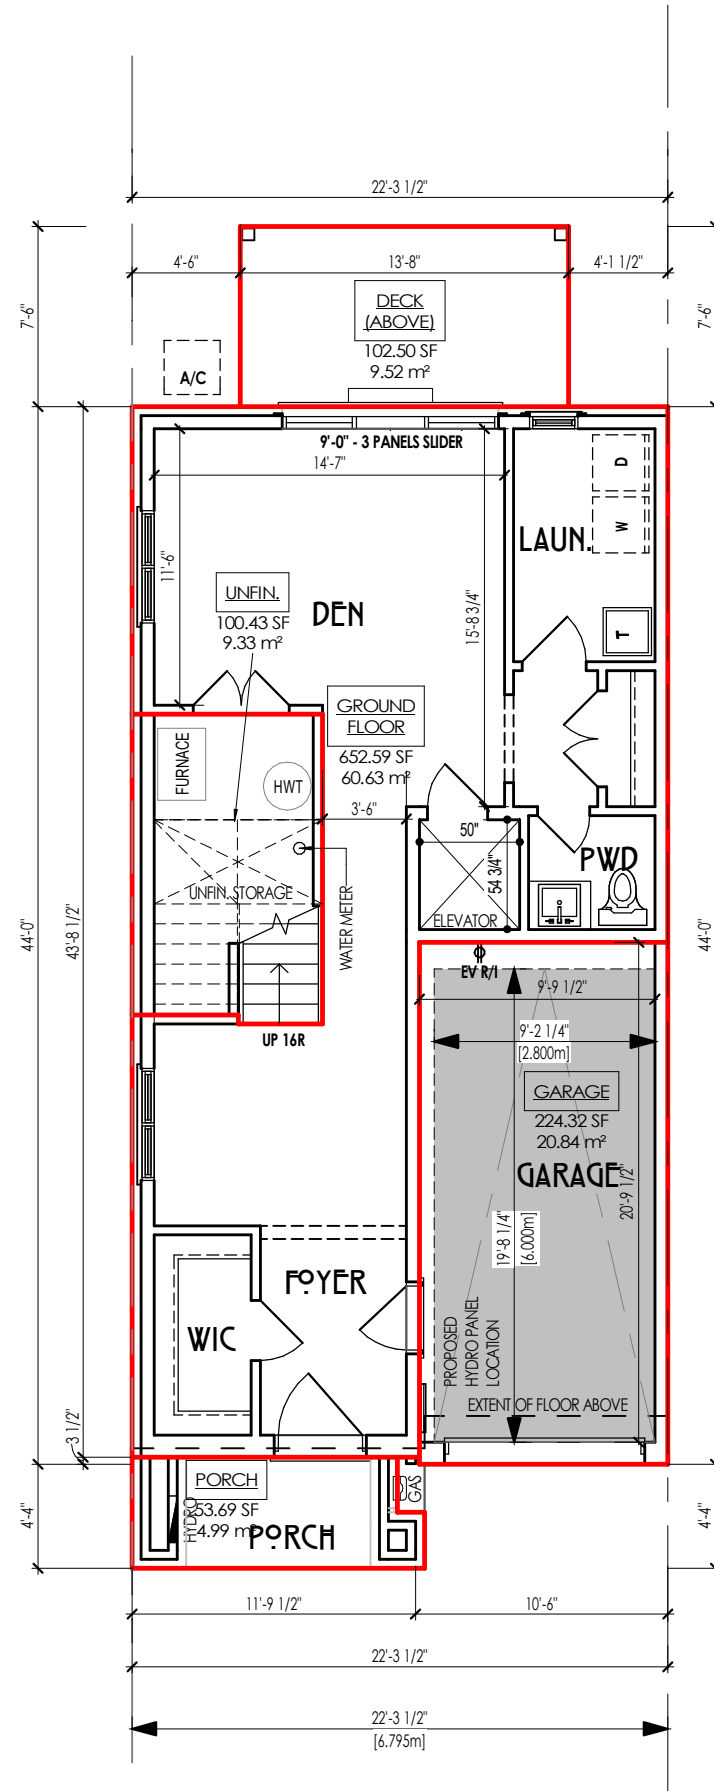 22'-3 1/2"
4'-6"
13'-8"
4'-1 1/2"
7'-6"
7'-6"
DECK
(ABOVE)
102.50 SF
9.52 m²
A/C
9'-0" - 3 PANELS SLIDER
14'-7"
D
W
LAUN.
T
11'-6"
15'-8 3/4"
UNFIN.
100.43 SF
9.33 m²
DEN
GROUND
FLOOR
652.59 SF
60.63 m²
FURNACE
HWT
3'-6"
50"
54 3/4"
PWD
UNFIN. STORAGE
ELEVATOR
WATER METER
44'-0"
43'-8 1/2"
44'-0"
EV R/I
9'-9 1/2"
UP 16R
9'-2 1/4"
[2.800m]
GARAGE
224.32 SF
20.84 m²
GARAGE
20'-9 1/2"
19'-8 1/4"
[6.000m]
FOYER
WIC
PROPOSED
HYDRO PANEL
LOCATION
EXTENT OF FLOOR ABOVE
3 1/2"
4'-4"
4'-4"
PORCH
53.69 SF
4.99 m²
HYDRO
PORCH
GAS
11'-9 1/2"
10'-6"
22'-3 1/2"
22'-3 1/2"
[6.795m]